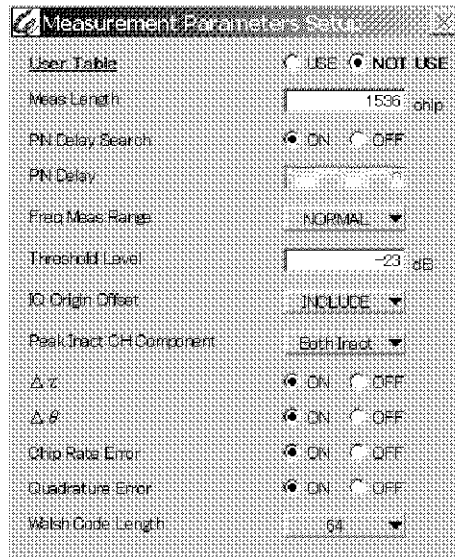 Measurement Parameters Setup
User Table USE NOT USE
Meas Length 1536 chip
PN Delay Search ON OFF
PN Delay
Freq Meas Range NORMAL
Threshold Level -23 dB
IQ Origin Offset INCLUDE
Peak Inact CH Component Both Inact
Δτ ON OFF
Δθ ON OFF
Chip Rate Error ON OFF
Quadrature Error ON OFF
Walsh Code Length 64